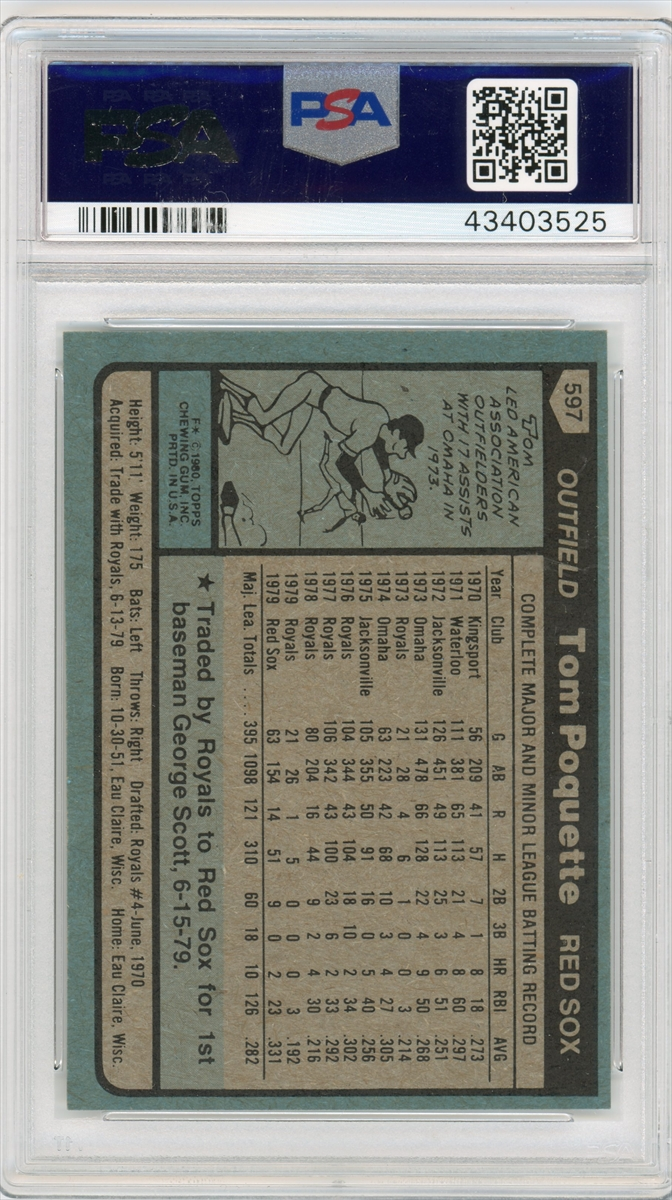 PSA
PSA
43403525
597 OUTFIELD Tom Poquette RED SOX
TOM
LED AMERICAN
ASSOCIATION
OUTFIELDERS
WITH 17 ASSISTS
AT OMAHA IN
1973.
F* © 1980, TOPPS
CHEWING GUM, INC.
PRTD. IN U.S.A.
COMPLETE MAJOR AND MINOR LEAGUE BATTING RECORD
Year Club G AB R H 2B 3B HR RBI AVG
1970 Kingsport 56 209 41 57 7 1 8 18 .273
1971 Waterloo 111 381 65 113 21 4 8 60 .297
1972 Jacksonville 126 451 49 113 25 3 6 51 .251
1973 Omaha 131 478 66 128 22 4 9 50 .268
1973 Royals 21 28 4 6 1 0 0 3 .214
1974 Omaha 63 223 42 68 10 3 4 27 .305
1975 Jacksonville 105 355 50 91 16 0 5 40 .256
1976 Royals 104 344 43 104 18 10 2 34 .302
1977 Royals 106 342 43 100 23 6 2 33 .292
1978 Royals 80 204 16 44 9 2 4 30 .216
1979 Royals 21 26 1 5 0 0 0 3 .192
1979 Red Sox 63 154 14 51 9 0 2 23 .331
Maj. Lea. Totals .... 395 1098 121 310 60 18 10 126 .282
★ Traded by Royals to Red Sox for 1st
baseman George Scott, 6-15-79.
Height: 5'11" Weight: 175 Bats: Left Throws: Right Drafted: Royals #4-June, 1970
Acquired: Trade with Royals, 6-13-79 Born: 10-30-51, Eau Claire, Wisc. Home: Eau Claire, Wisc.